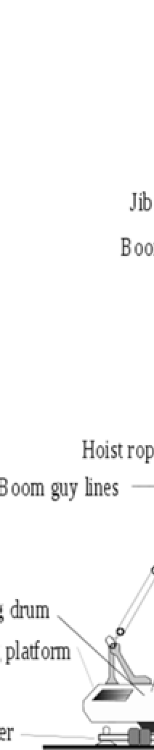 Jib
Boo
Hoist rop
Boom guy lines
g drum
platform
er